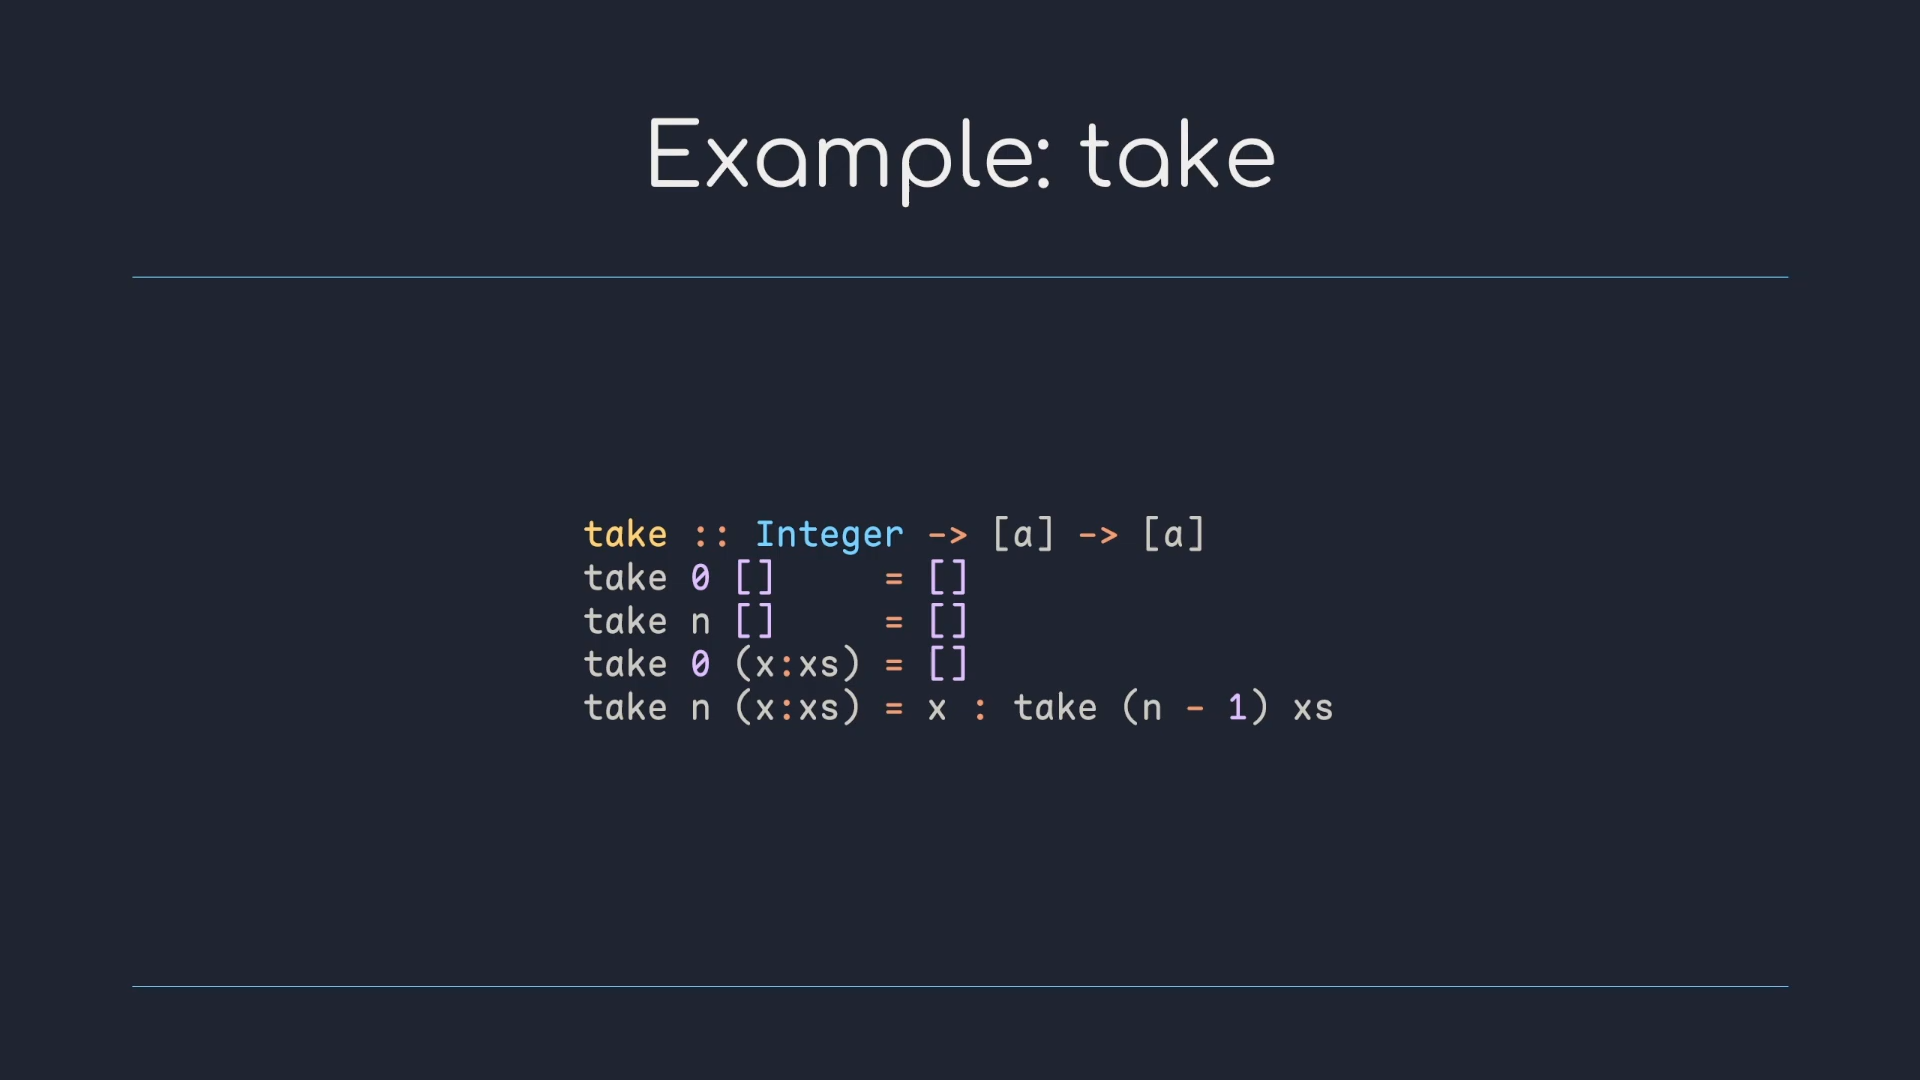 Example: take
take :: Integer -> [a] -> [a]
take 0 []     = []
take n []     = []
take 0 (x:xs) = []
take n (x:xs) = x : take (n - 1) xs